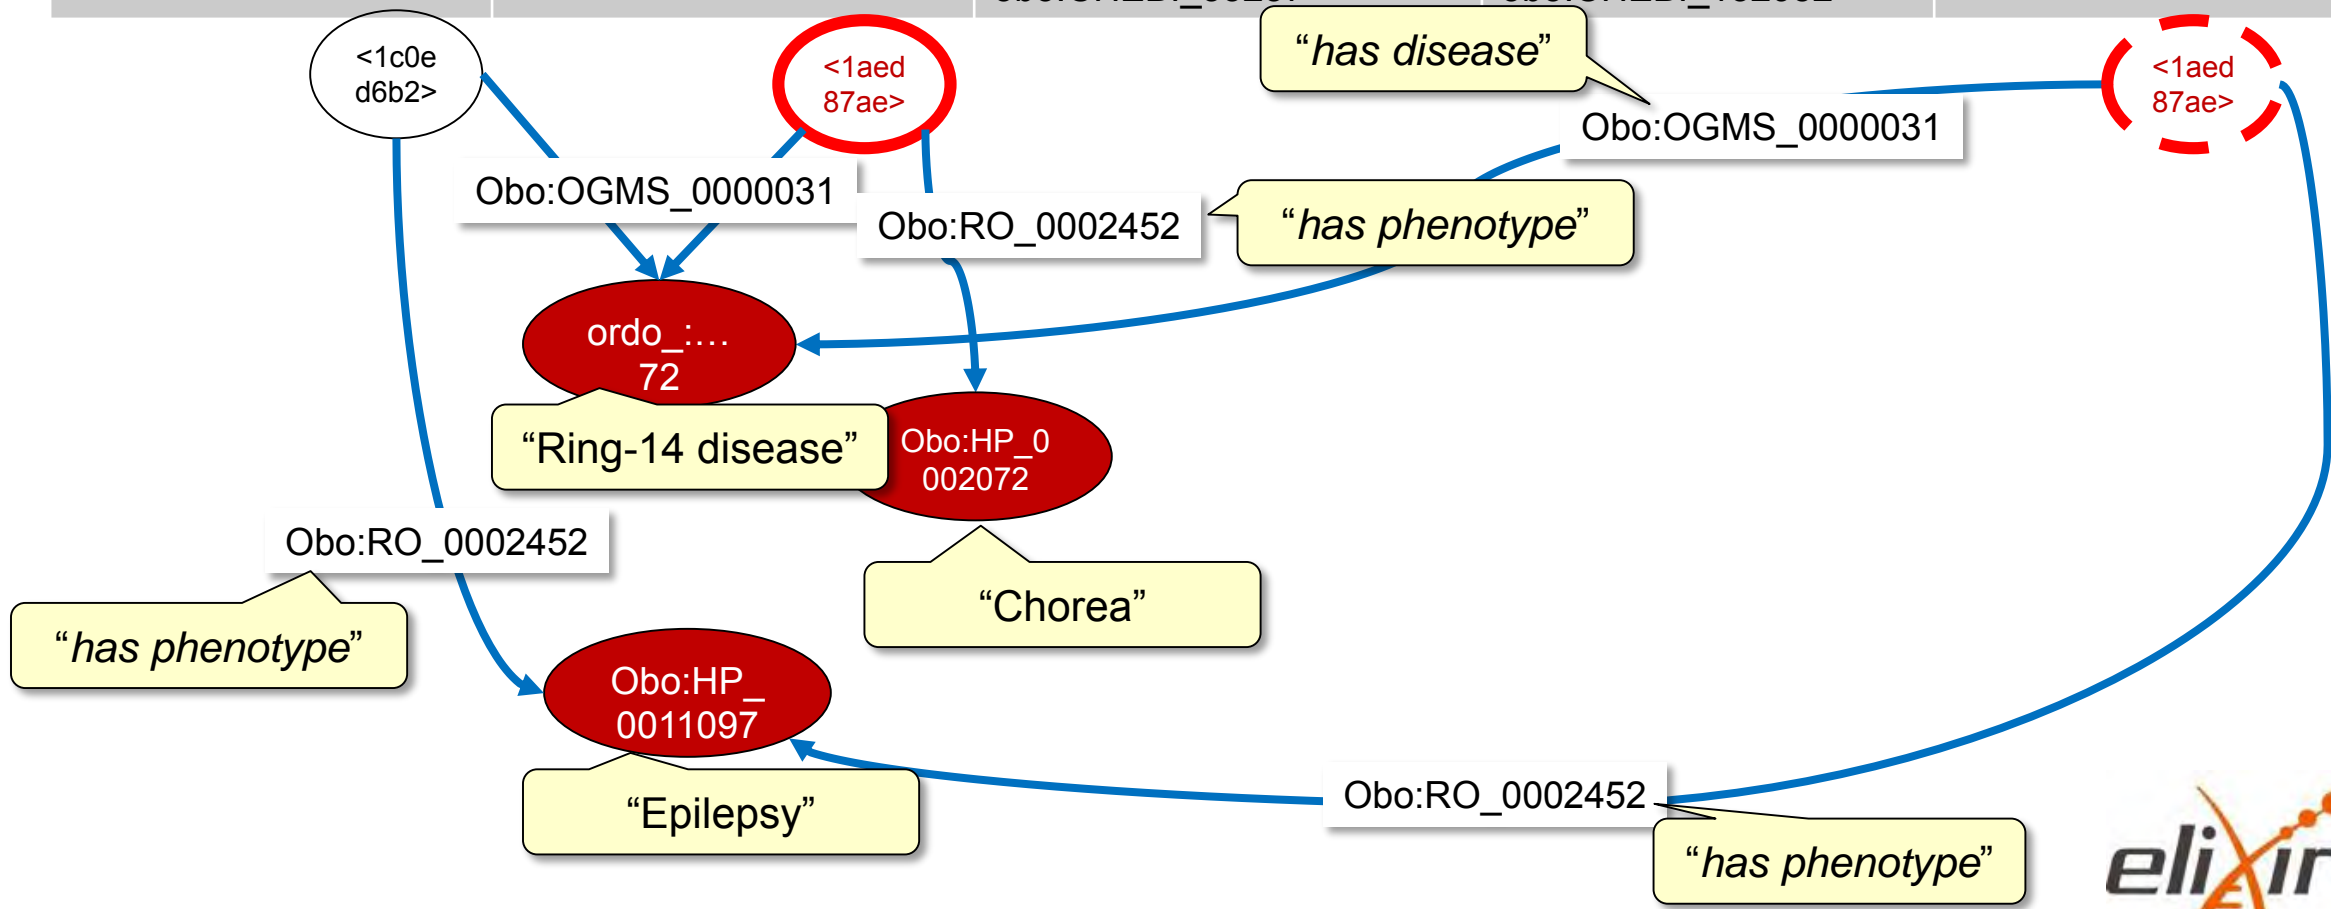 <1c0e
d6b2>
<1aed
87ae>
“has disease”
<1aed
87ae>
Obo:OGMS_0000031
Obo:OGMS_0000031
Obo:RO_0002452
“has phenotype”
ordo_:...
72
“Ring-14 disease”
Obo:HP_0
002072
Obo:RO_0002452
“Chorea”
“has phenotype”
Obo:HP_
0011097
“Epilepsy”
Obo:RO_0002452
“has phenotype”
elixir